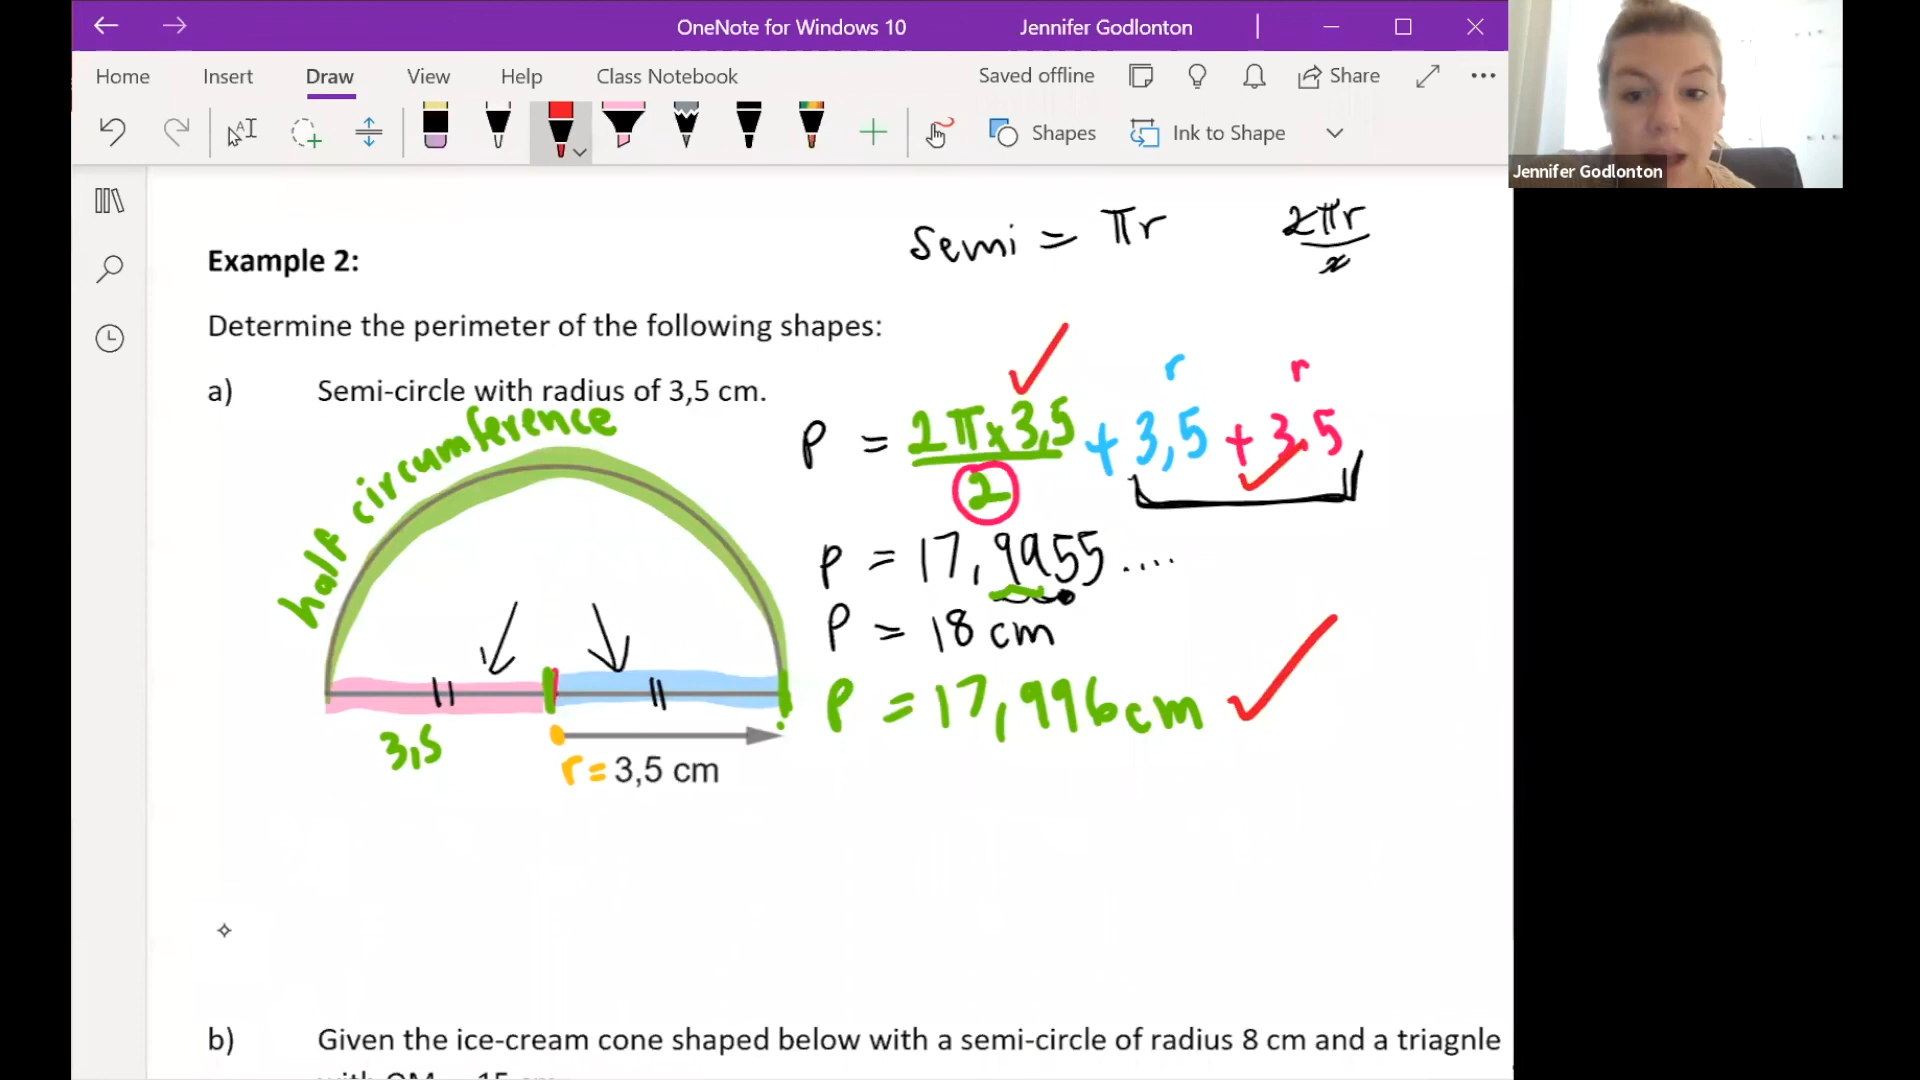 OneNote for Windows 10
Jennifer Godlonton
Home Insert Draw View Help Class Notebook
Saved offline Share
Shapes Ink to Shape
Jennifer Godlonton
semi = πr 2πr
2
Example 2:
Determine the perimeter of the following shapes:
a) Semi-circle with radius of 3,5 cm.
half circumference
r r
P = 2π×3,5 + 3,5 + 3,5
2
P = 17,9955....
P = 18 cm
P = 17,996cm
3,5
r = 3,5 cm
b) Given the ice-cream cone shaped below with a semi-circle of radius 8 cm and a triagnle